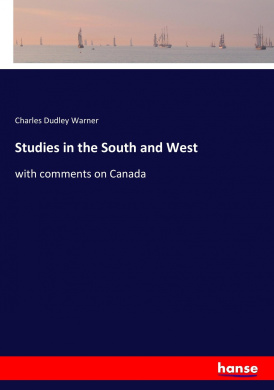 Charles Dudley Warner
Studies in the South and West
with comments on Canada
hanse